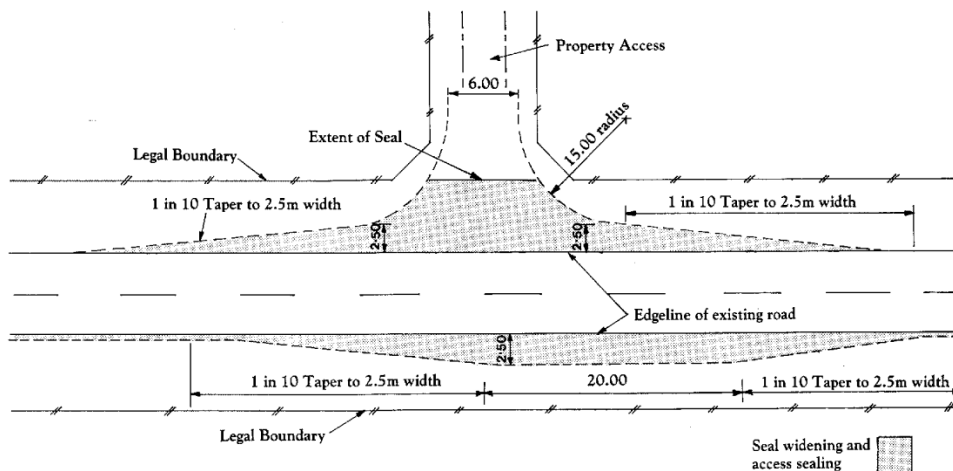 Property Access
6.00
15.00 radius
Extent of Seal
Legal Boundary
1 in 10 Taper to 2.5m width
1 in 10 Taper to 2.5m width
2·50
2·50
Edgeline of existing road
2·50
1 in 10 Taper to 2.5m width
20.00
1 in 10 Taper to 2.5m width
Legal Boundary
Seal widening and
access sealing